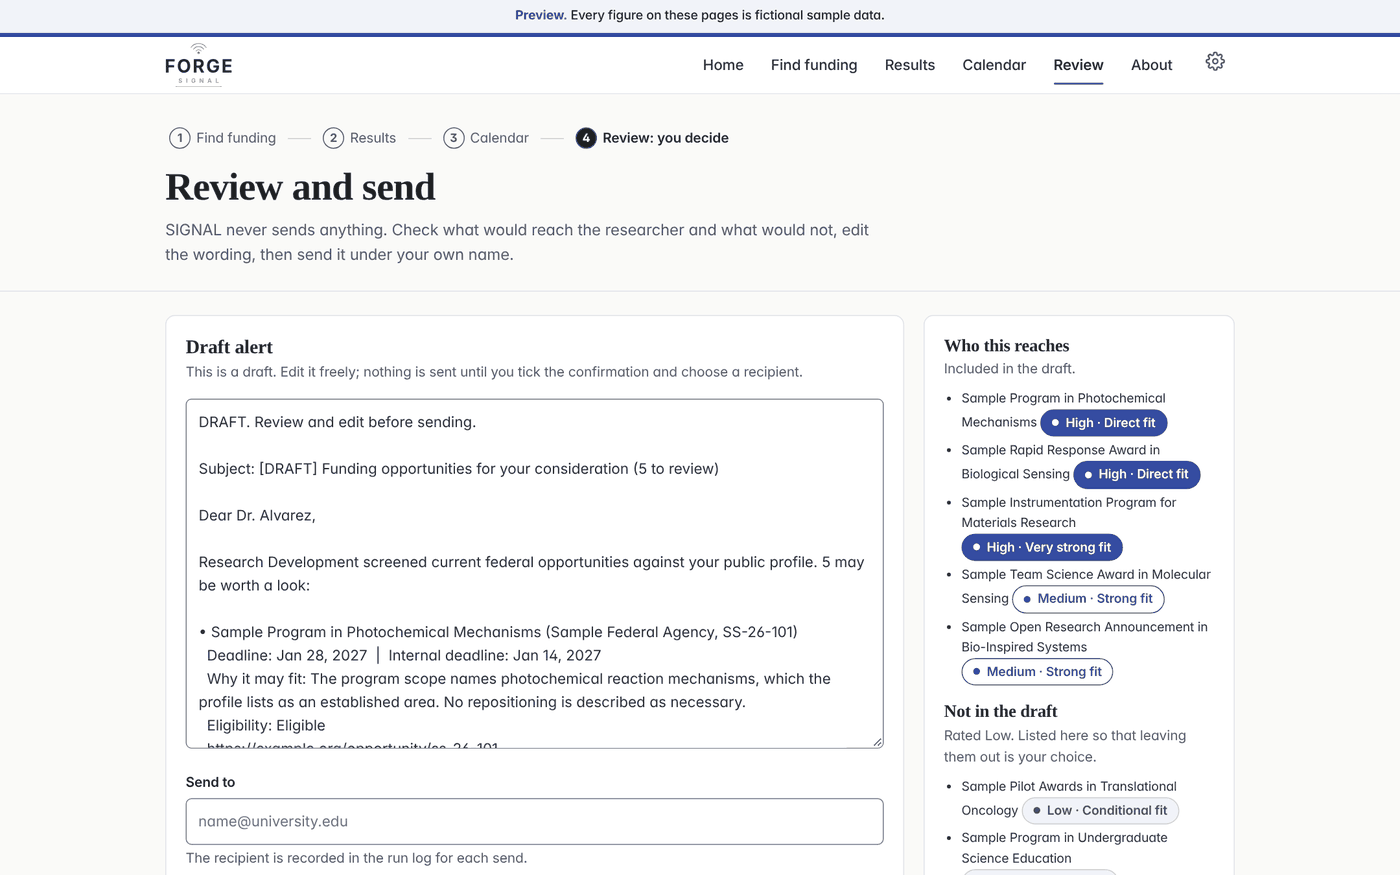 Preview. Every figure on these pages is fictional sample data.
FORGE
SIGNAL
Home
Find funding
Results
Calendar
Review
About
1 Find funding
2 Results
3 Calendar
4 Review: you decide
Review and send
SIGNAL never sends anything. Check what would reach the researcher and what would not, edit
the wording, then send it under your own name.
Draft alert
This is a draft. Edit it freely; nothing is sent until you tick the confirmation and choose a recipient.
DRAFT. Review and edit before sending.
Subject: [DRAFT] Funding opportunities for your consideration (5 to review)
Dear Dr. Alvarez,
Research Development screened current federal opportunities against your public profile. 5 may
be worth a look:
• Sample Program in Photochemical Mechanisms (Sample Federal Agency, SS-26-101)
Deadline: Jan 28, 2027 | Internal deadline: Jan 14, 2027
Why it may fit: The program scope names photochemical reaction mechanisms, which the
profile lists as an established area. No repositioning is described as necessary.
Eligibility: Eligible
https://example.org/opportunity/ss-26-101
Send to
name@university.edu
The recipient is recorded in the run log for each send.
Who this reaches
Included in the draft.
• Sample Program in Photochemical
Mechanisms High · Direct fit
• Sample Rapid Response Award in
Biological Sensing High · Direct fit
• Sample Instrumentation Program for
Materials Research
High · Very strong fit
• Sample Team Science Award in Molecular
Sensing Medium · Strong fit
• Sample Open Research Announcement in
Bio-Inspired Systems
Medium · Strong fit
Not in the draft
Rated Low. Listed here so that leaving
them out is your choice.
• Sample Pilot Awards in Translational
Oncology Low · Conditional fit
• Sample Program in Undergraduate
Science Education